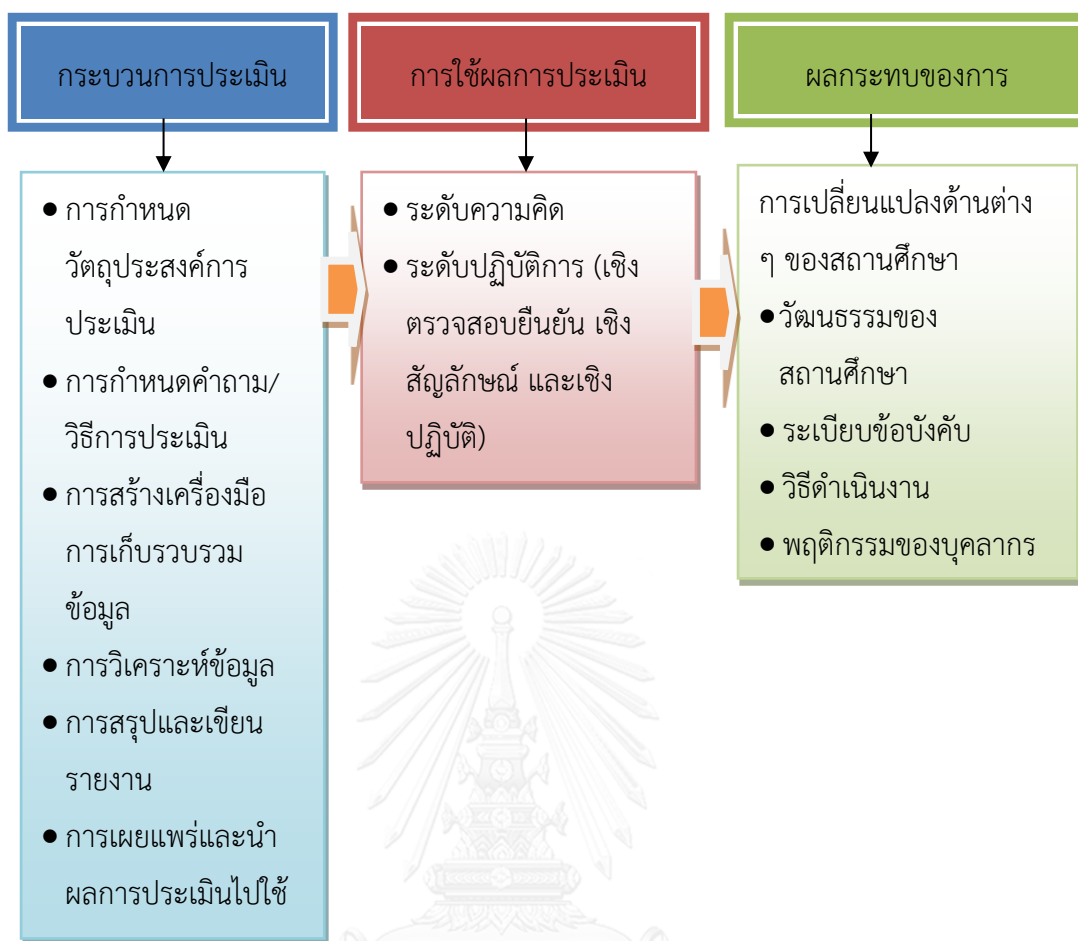 กระบวนการประเมิน
การใช้ผลการประเมิน
ผลกระทบของการ
● การกำหนด
วัตถุประสงค์การ
ประเมิน
● การกำหนดคำถาม/
วิธีการประเมิน
● การสร้างเครื่องมือ
การเก็บรวบรวม
ข้อมูล
● การวิเคราะห์ข้อมูล
● การสรุปและเขียน
รายงาน
● การเผยแพร่และนำ
ผลการประเมินไปใช้
● ระดับความคิด
● ระดับปฏิบัติการ (เชิง
ตรวจสอบยืนยัน เชิง
สัญลักษณ์ และเชิง
ปฏิบัติ)
การเปลี่ยนแปลงด้านต่าง
ๆ ของสถานศึกษา
● วัฒนธรรมของ
สถานศึกษา
● ระเบียบข้อบังคับ
● วิธีดำเนินงาน
● พฤติกรรมของบุคลากร